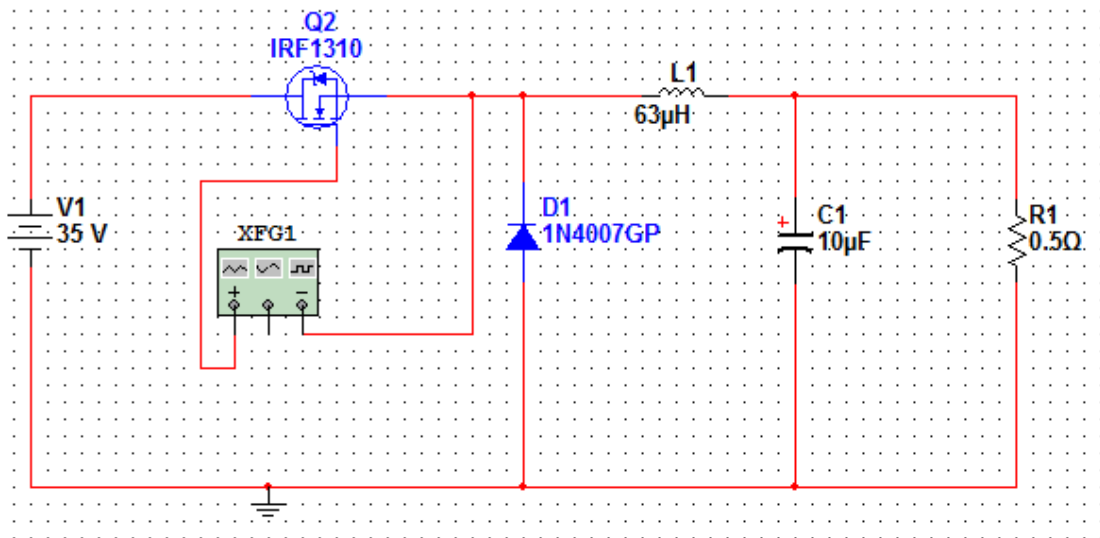 Q2
IRF1310
L1
63µH
V1
35 V
XFG1
+
−
D1
1N4007GP
+
C1
10µF
R1
0.5Ω